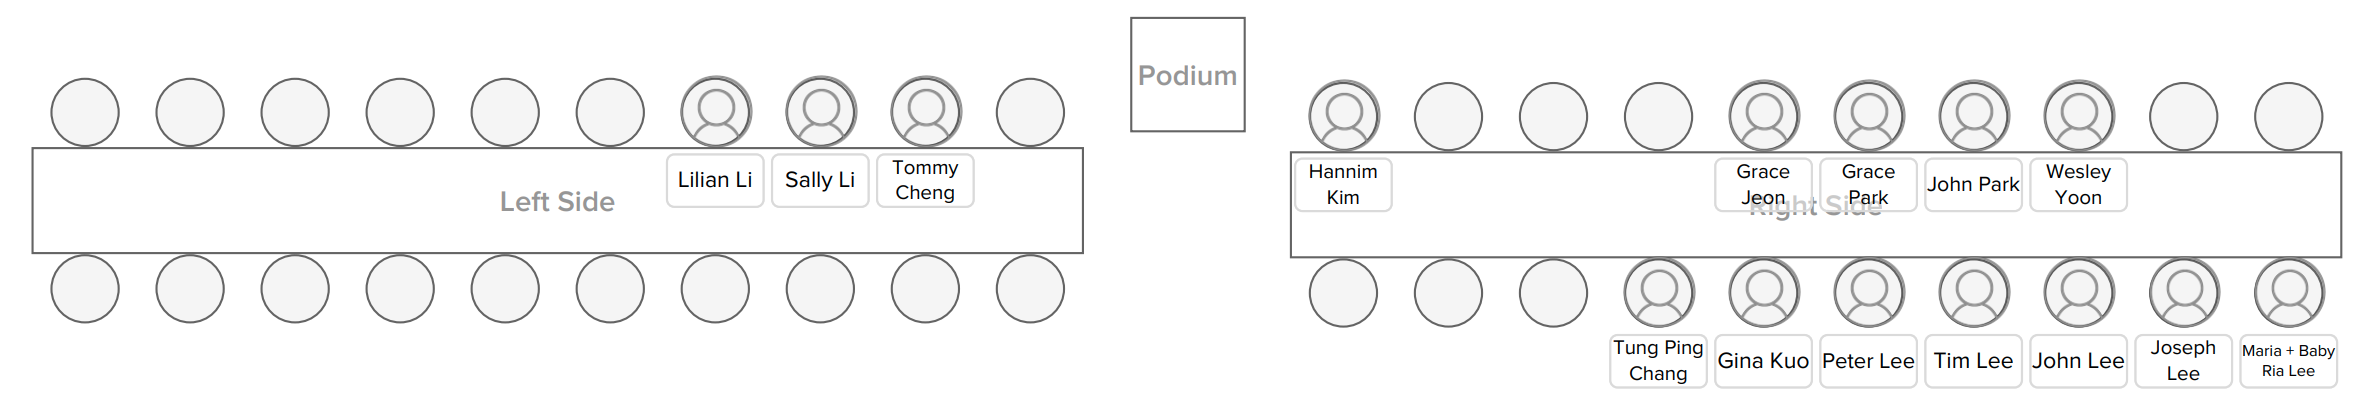 Podium
Left Side
Lilian Li
Sally Li
Tommy
Cheng
Right Side
Hannim
Kim
Grace
Jeon
Grace
Park
John Park
Wesley
Yoon
Tung Ping
Chang
Gina Kuo
Peter Lee
Tim Lee
John Lee
Joseph
Lee
Maria + Baby
Ria Lee